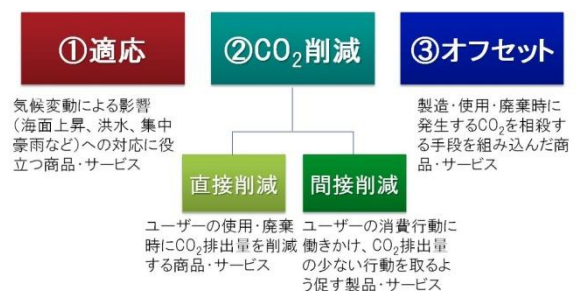 ①適応
②CO₂削減
③オフセット
気候変動による影響
(海面上昇、洪水、集中
豪雨など)への対応に役
立つ商品・サービス
製造・使用・廃棄時に
発生するCO₂を相殺す
る手段を組み込んだ商
品・サービス
直接削減
間接削減
ユーザーの使用・廃棄
時にCO₂排出量を削減
する商品・サービス
ユーザーの消費行動に
働きかけ、CO₂排出量
の少ない行動を取るよ
う促す製品・サービス